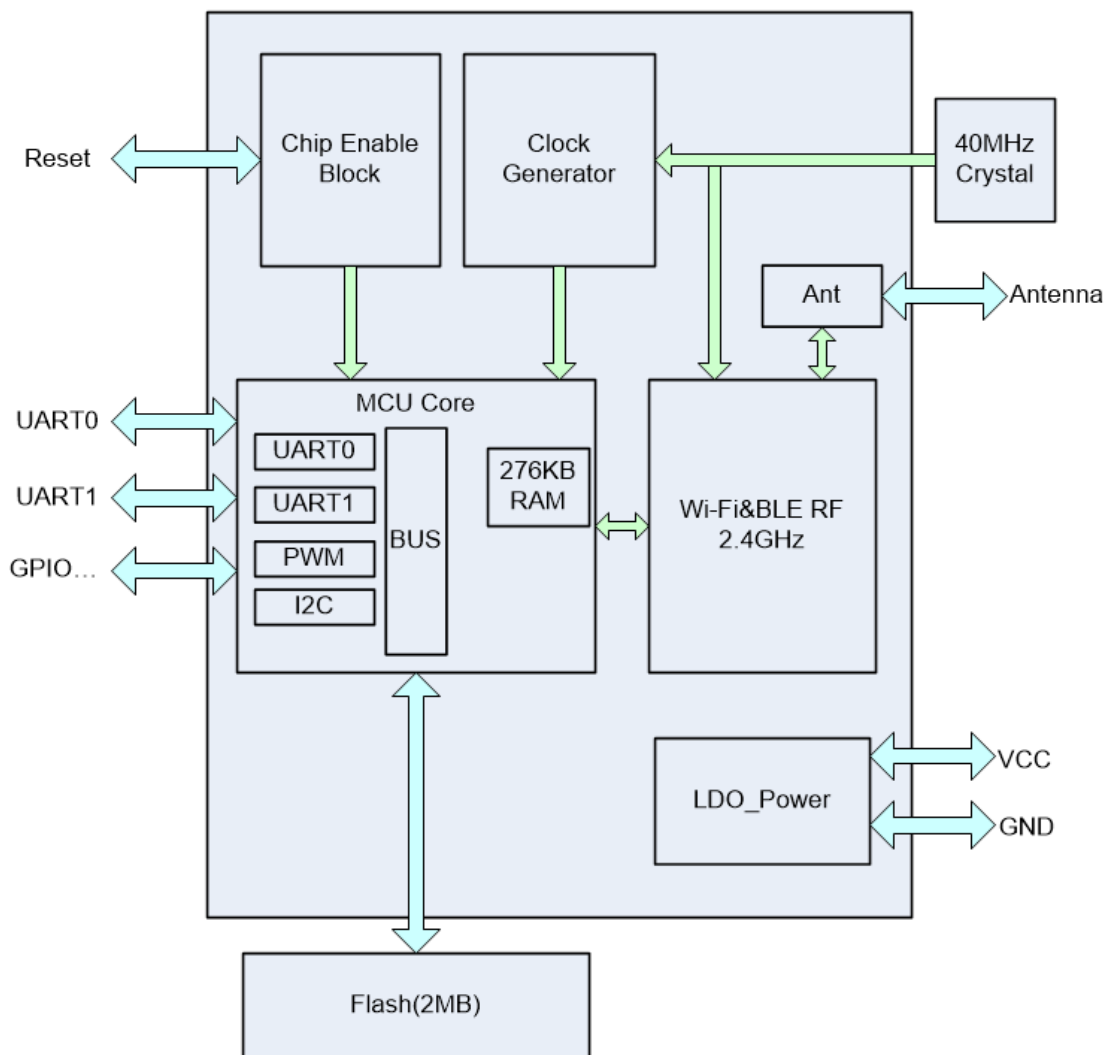 Reset
Chip Enable
Block
Clock
Generator
40MHz
Crystal
Ant
Antenna
MCU Core
UART0
UART1
GPIO…
UART0
UART1
PWM
I2C
BUS
276KB
RAM
Wi-Fi&BLE RF
2.4GHz
LDO_Power
VCC
GND
Flash(2MB)